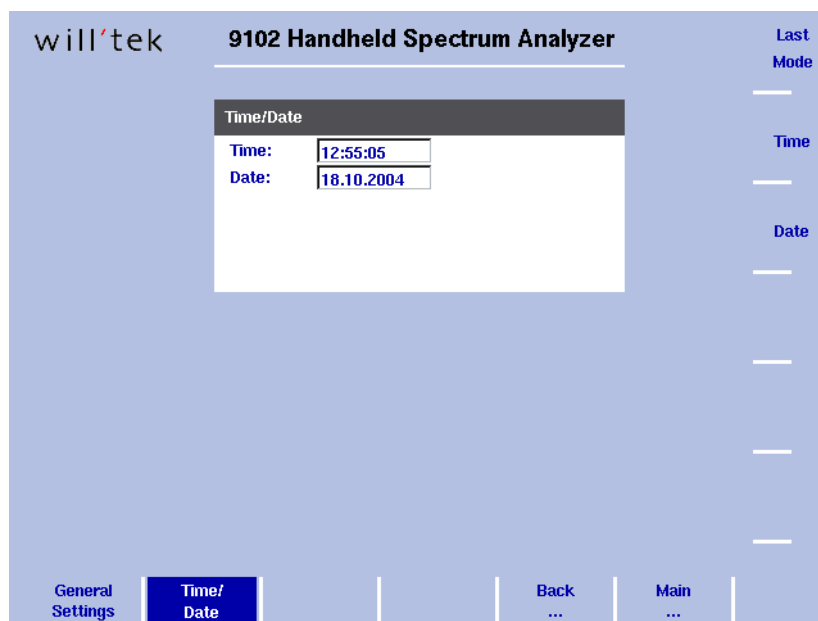 will'tek
9102 Handheld Spectrum Analyzer
Last
Mode
Time/Date
Time:
12:55:05
Date:
18.10.2004
Time
Date
General
Settings
Time/
Date
Back
...
Main
...